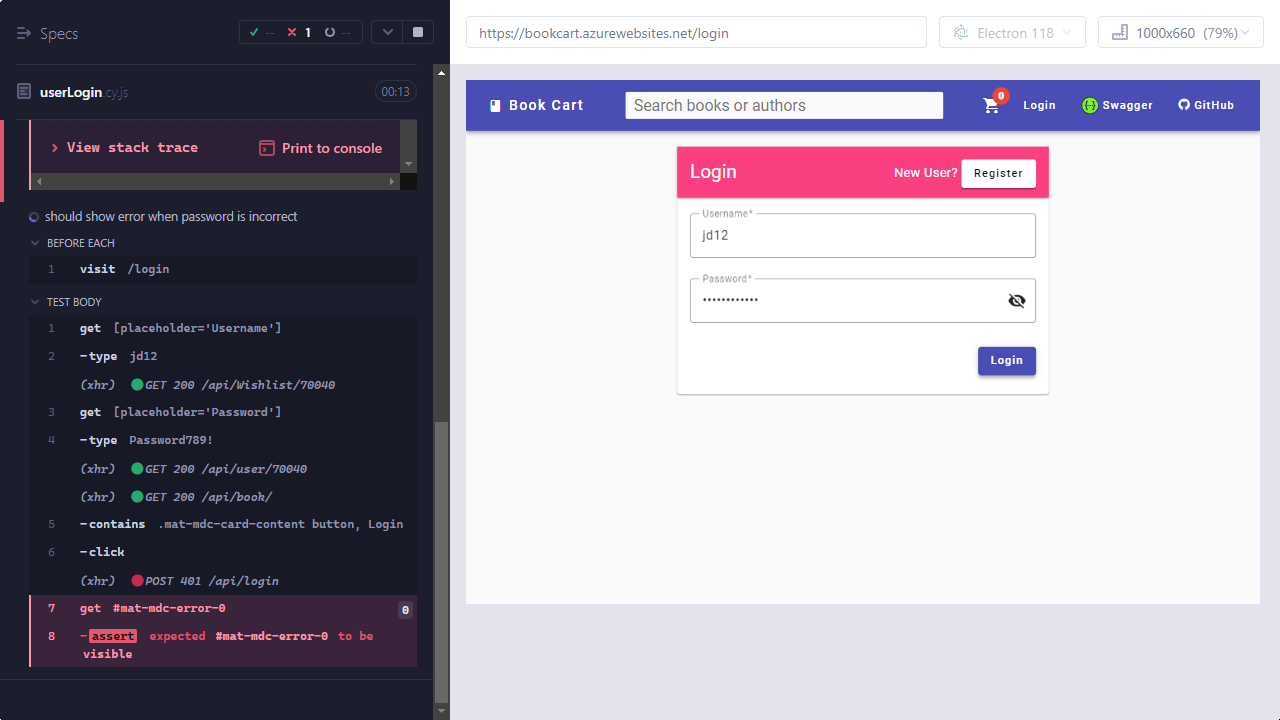 Specs
-- 1 --
userLogin.cy.js 00:13
View stack trace Print to console
should show error when password is incorrect
BEFORE EACH
1 visit /login
TEST BODY
1 get [placeholder='Username']
2 -type jd12
(xhr) GET 200 /api/Wishlist/70040
3 get [placeholder='Password']
4 -type Password789!
(xhr) GET 200 /api/user/70040
(xhr) GET 200 /api/book/
5 -contains .mat-mdc-card-content button, Login
6 -click
(xhr) POST 401 /api/login
7 get #mat-mdc-error-0 0
8 -assert expected #mat-mdc-error-0 to be
visible
https://bookcart.azurewebsites.net/login Electron 118 1000x660 (79%)
Book Cart Search books or authors 0 Login {-} Swagger GitHub
Login New User? Register
Username*
jd12
Password*
••••••••••••
Login